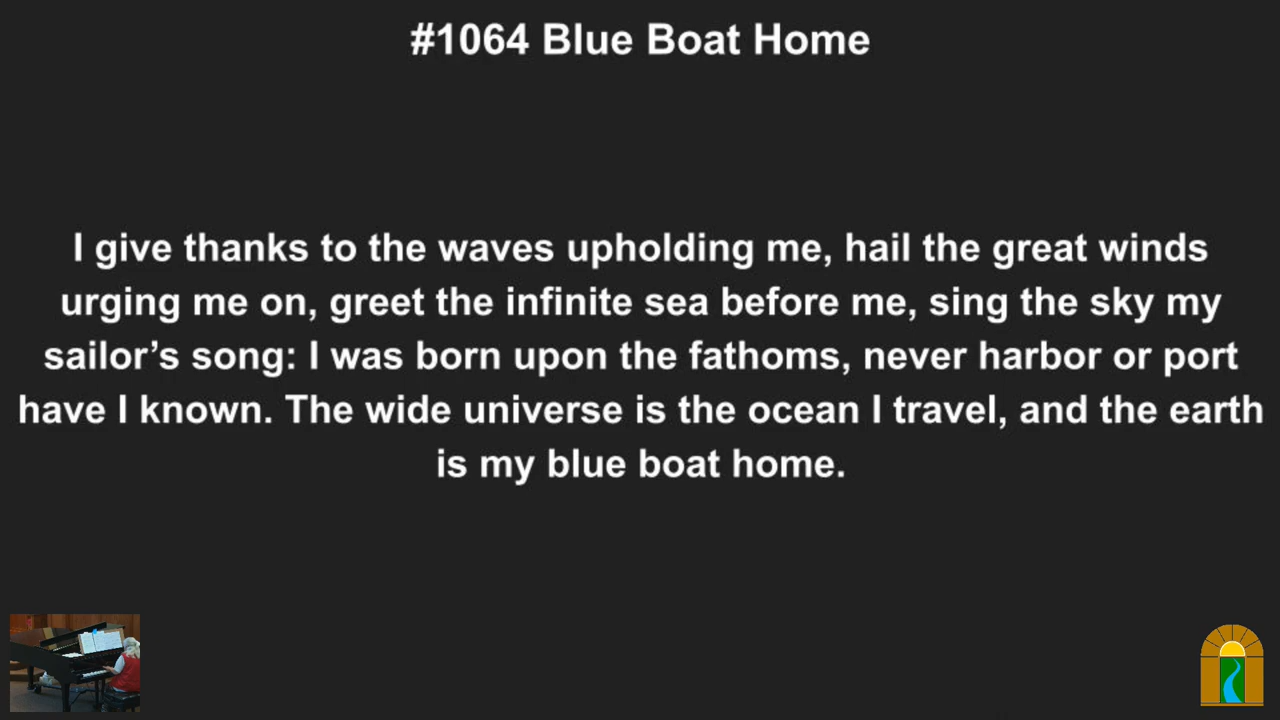 #1064 Blue Boat Home
I give thanks to the waves upholding me, hail the great winds
urging me on, greet the infinite sea before me, sing the sky my
sailor’s song: I was born upon the fathoms, never harbor or port
have I known. The wide universe is the ocean I travel, and the earth
is my blue boat home.